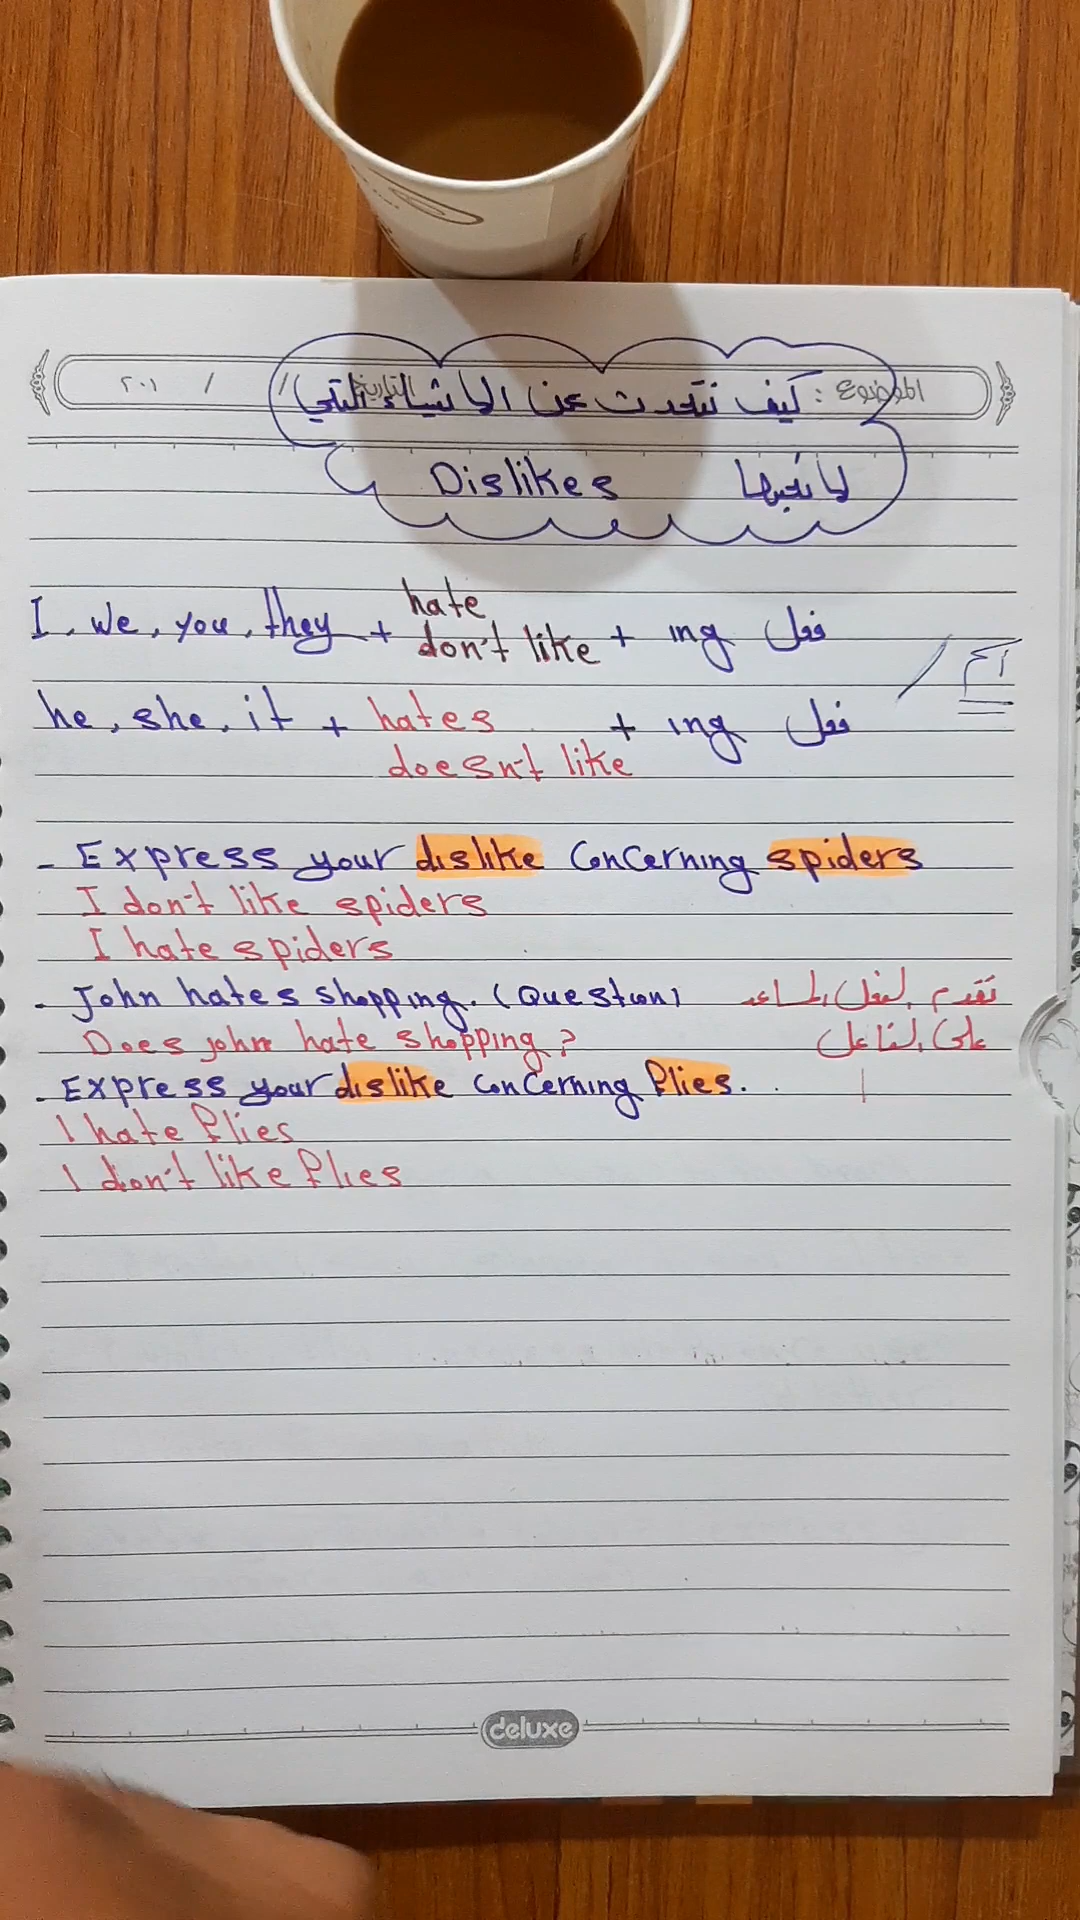 الموضوع : كيف نتحدث عن الاشياء التي
التاريخ / / ٢٠١
لا نحبها Dislikes
I, we, you, they + hate don't like + ing فعل
اسم /
he, she, it + hates doesn't like + ing فعل
- Express your dislike concerning spiders
I don't like spiders
I hate spiders
- John hates shopping. (Question) نقدم الفعل المساعد
Does john hate shopping? على الفاعل
- Express your dislike concerning flies.
I hate flies
I don't like flies
deluxe